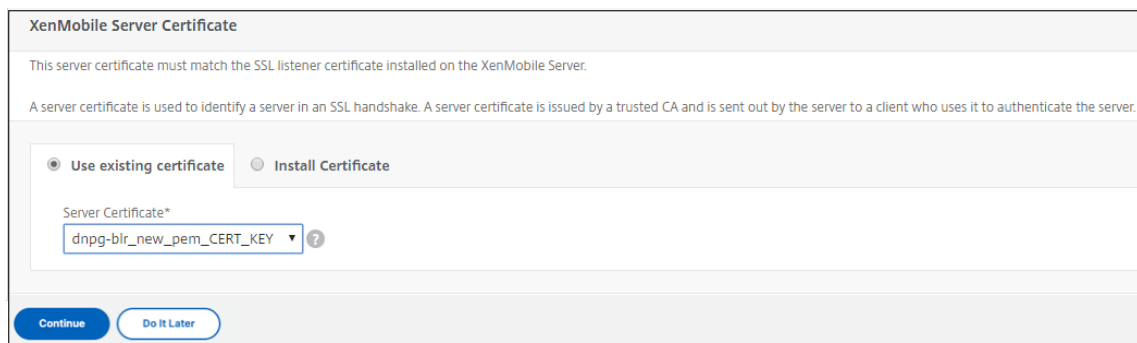 XenMobile Server Certificate
This server certificate must match the SSL listener certificate installed on the XenMobile Server.
A server certificate is used to identify a server in an SSL handshake. A server certificate is issued by a trusted CA and is sent out by the server to a client who uses it to authenticate the server.
Use existing certificate Install Certificate
Server Certificate*
dnpg-blr_new_pem_CERT_KEY ?
Continue Do It Later